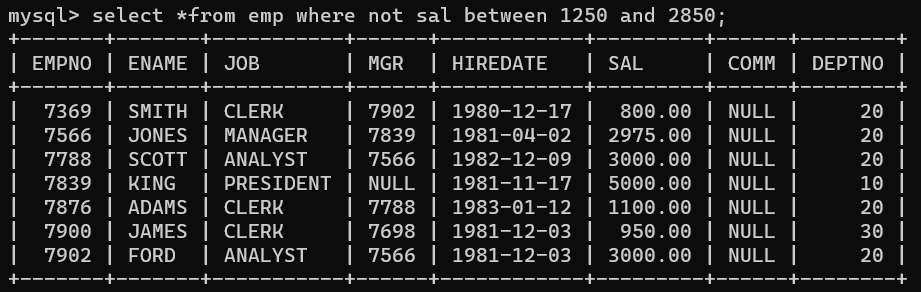 mysql> select *from emp where not sal between 1250 and 2850;
+-------+-------+-----------+------+------------+---------+------+--------+
| EMPNO | ENAME | JOB       | MGR  | HIREDATE   | SAL     | COMM | DEPTNO |
+-------+-------+-----------+------+------------+---------+------+--------+
|  7369 | SMITH | CLERK     | 7902 | 1980-12-17 |  800.00 | NULL |     20 |
|  7566 | JONES | MANAGER   | 7839 | 1981-04-02 | 2975.00 | NULL |     20 |
|  7788 | SCOTT | ANALYST   | 7566 | 1982-12-09 | 3000.00 | NULL |     20 |
|  7839 | KING  | PRESIDENT | NULL | 1981-11-17 | 5000.00 | NULL |     10 |
|  7876 | ADAMS | CLERK     | 7788 | 1983-01-12 | 1100.00 | NULL |     20 |
|  7900 | JAMES | CLERK     | 7698 | 1981-12-03 |  950.00 | NULL |     30 |
|  7902 | FORD  | ANALYST   | 7566 | 1981-12-03 | 3000.00 | NULL |     20 |
+-------+-------+-----------+------+------------+---------+------+--------+